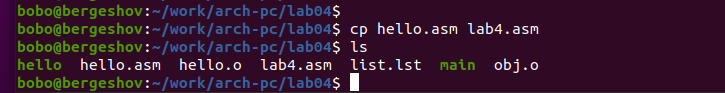 bobo@bergeshov:~/work/arch-pc/lab04$
bobo@bergeshov:~/work/arch-pc/lab04$ cp hello.asm lab4.asm
bobo@bergeshov:~/work/arch-pc/lab04$ ls
hello  hello.asm  hello.o  lab4.asm  list.lst  main  obj.o
bobo@bergeshov:~/work/arch-pc/lab04$